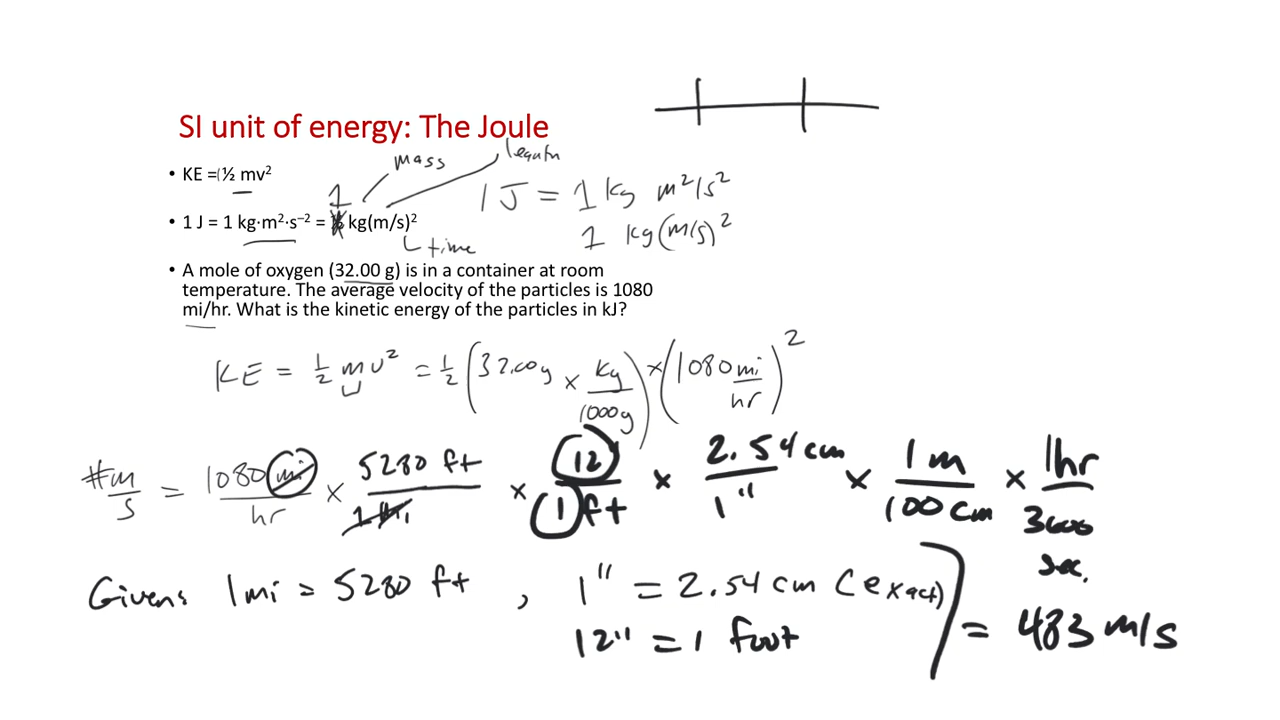 SI unit of energy: The Joule
• KE = ½ mv²
mass
length
1
1 J = 1 kg m²/s²
• 1 J = 1 kg·m²·s⁻² = kg(m/s)²
1 kg(m/s)²
time
• A mole of oxygen (32.00 g) is in a container at room
temperature. The average velocity of the particles is 1080
mi/hr. What is the kinetic energy of the particles in kJ?
KE = ½ mv² = ½ (32.00g × kg/1000g) × (1080 mi/hr)²
# m/s = 1080 mi/hr × 5280 ft/1 mi × 12/1 ft × 2.54 cm/1" × 1 m/100 cm × 1hr/3600 sec.
Givens 1 mi = 5280 ft , 1" = 2.54 cm (exact)
12" = 1 foot
= 483 m/s